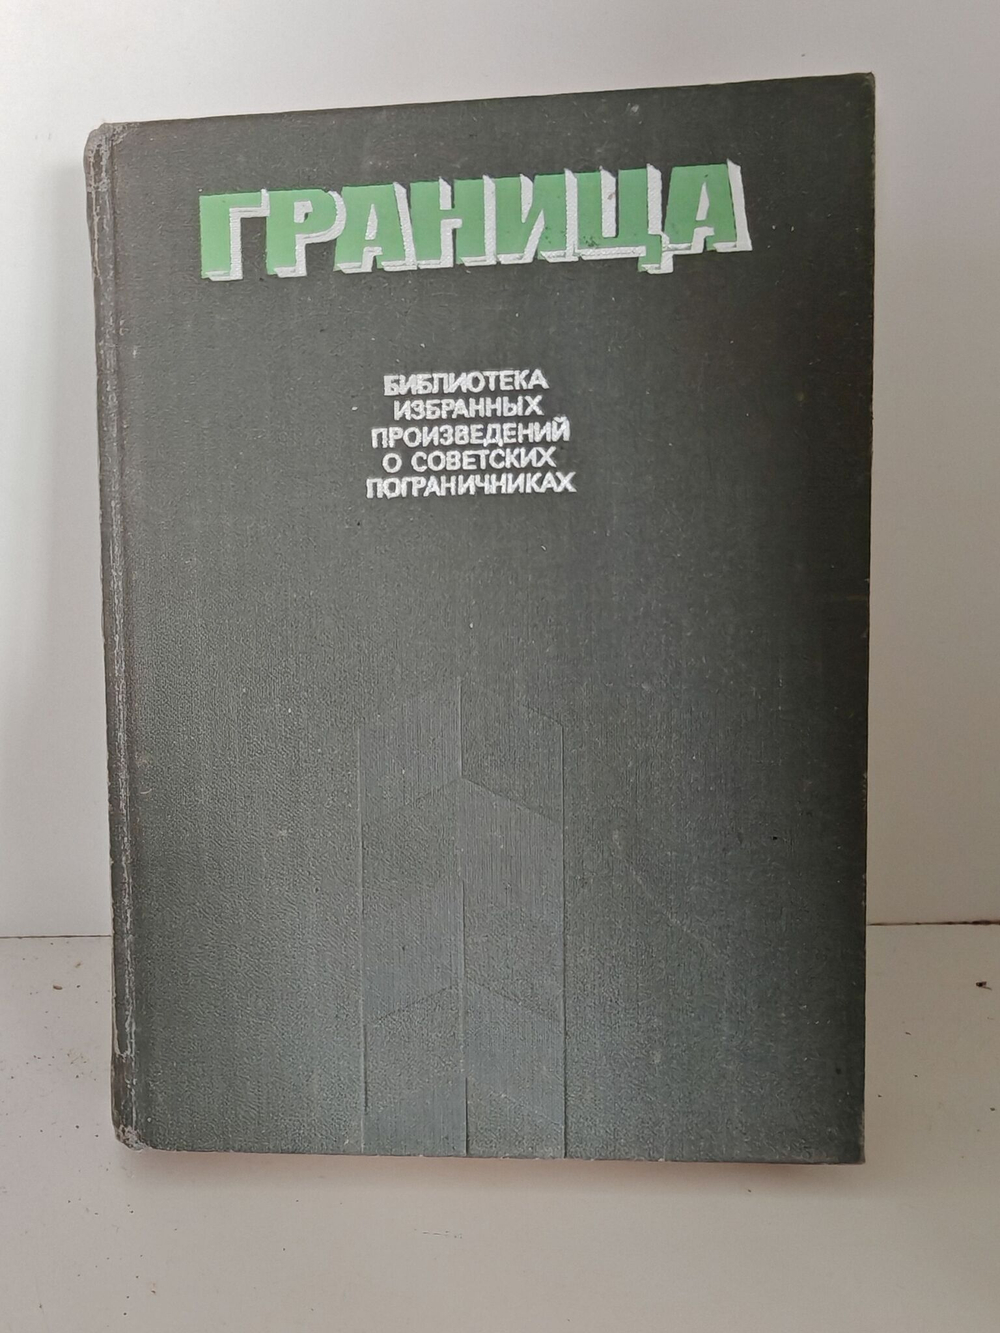 ГРАНИЦА
БИБЛИОТЕКА
ИЗБРАННЫХ
ПРОИЗВЕДЕНИЙ
О СОВЕТСКИХ
ПОГРАНИЧНИКАХ